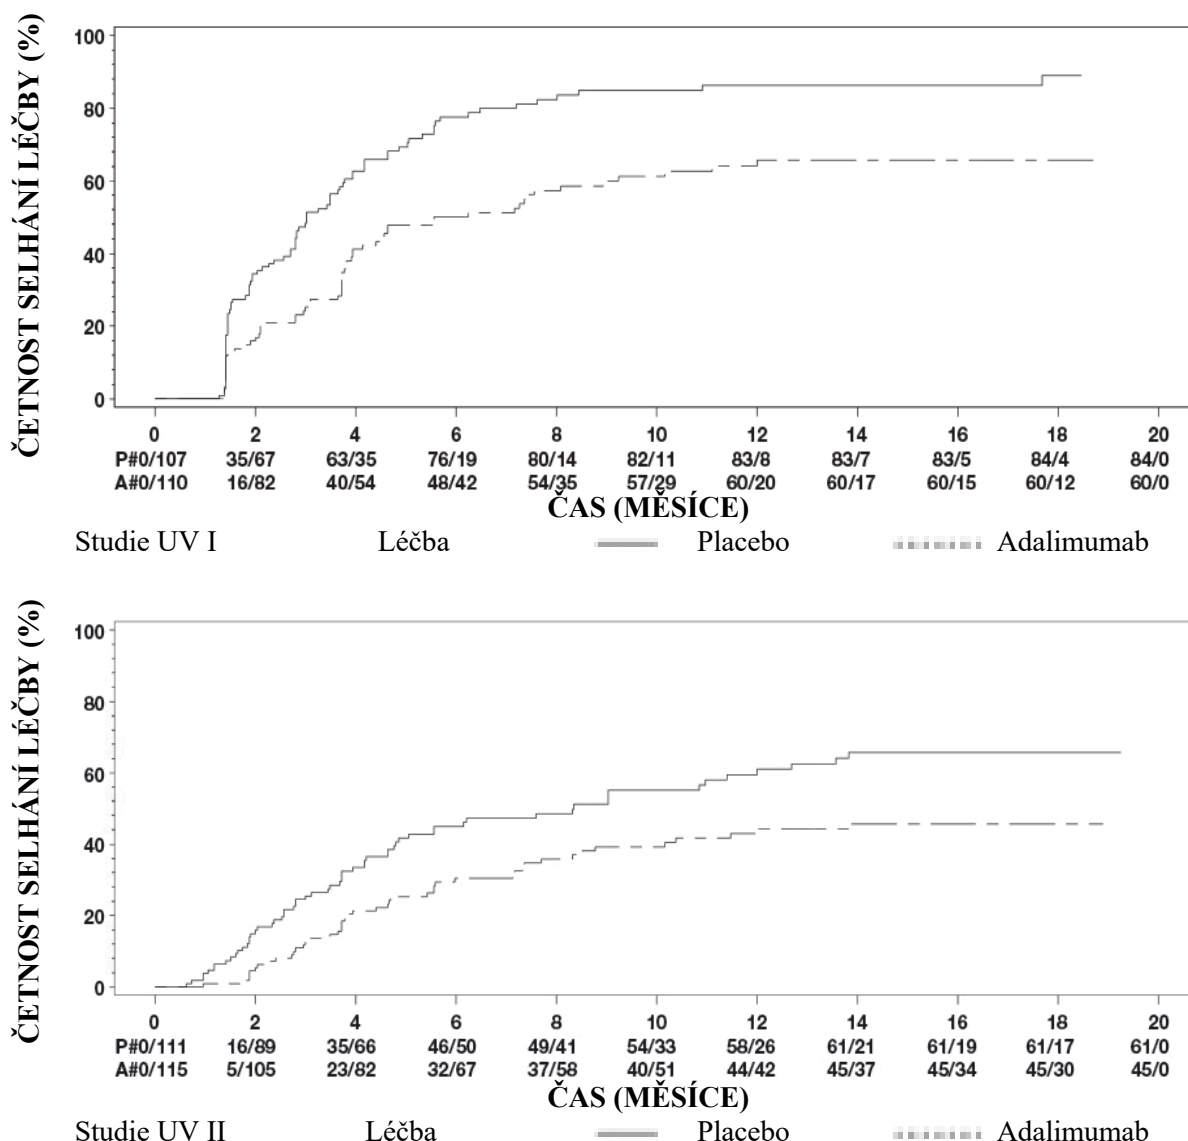 ČETNOST SELHÁNÍ LÉČBY (%)
100
80
60
40
20
0
0 2 4 6 8 10 12 14 16 18 20
P#0/107 35/67 63/35 76/19 80/14 82/11 83/8 83/7 83/5 84/4 84/0
A#0/110 16/82 40/54 48/42 54/35 57/29 60/20 60/17 60/15 60/12 60/0
ČAS (MĚSÍCE)
Studie UV I Léčba Placebo Adalimumab
ČETNOST SELHÁNÍ LÉČBY (%)
100
80
60
40
20
0
0 2 4 6 8 10 12 14 16 18 20
P#0/111 16/89 35/66 46/50 49/41 54/33 58/26 61/21 61/19 61/17 61/0
A#0/115 5/105 23/82 32/67 37/58 40/51 44/42 45/37 45/34 45/30 45/0
ČAS (MĚSÍCE)
Studie UV II Léčba Placebo Adalimumab